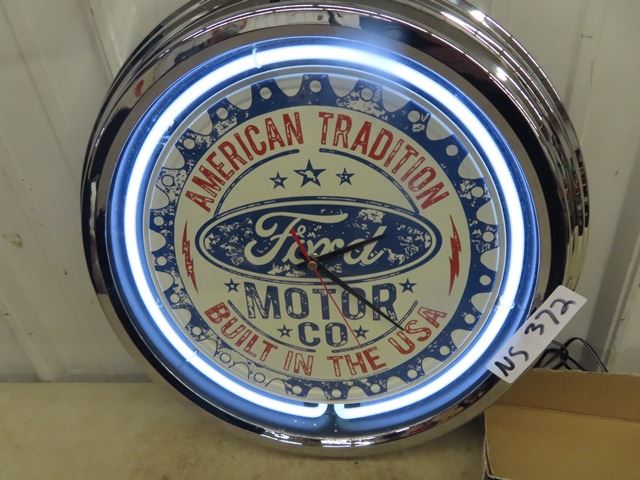 AMERICAN TRADITION
Ford
MOTOR
CO
BUILT IN THE USA
NS 372